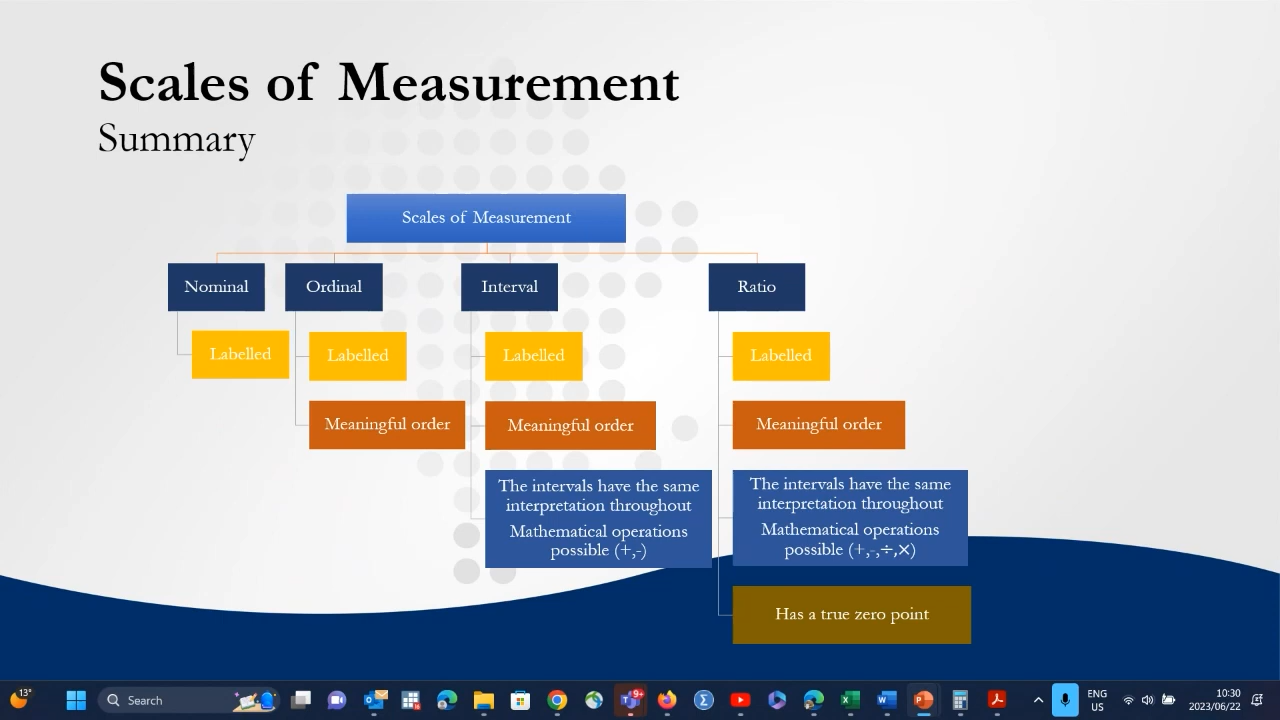 Scales of Measurement
Summary
Scales of Measurement
Nominal
Ordinal
Interval
Ratio
Labelled
Labelled
Labelled
Labelled
Meaningful order
Meaningful order
Meaningful order
The intervals have the same
interpretation throughout
Mathematical operations
possible (+,-)
The intervals have the same
interpretation throughout
Mathematical operations
possible (+,-,÷,×)
Has a true zero point
13°
Search
9+
ENG
US
10:30
2023/06/22